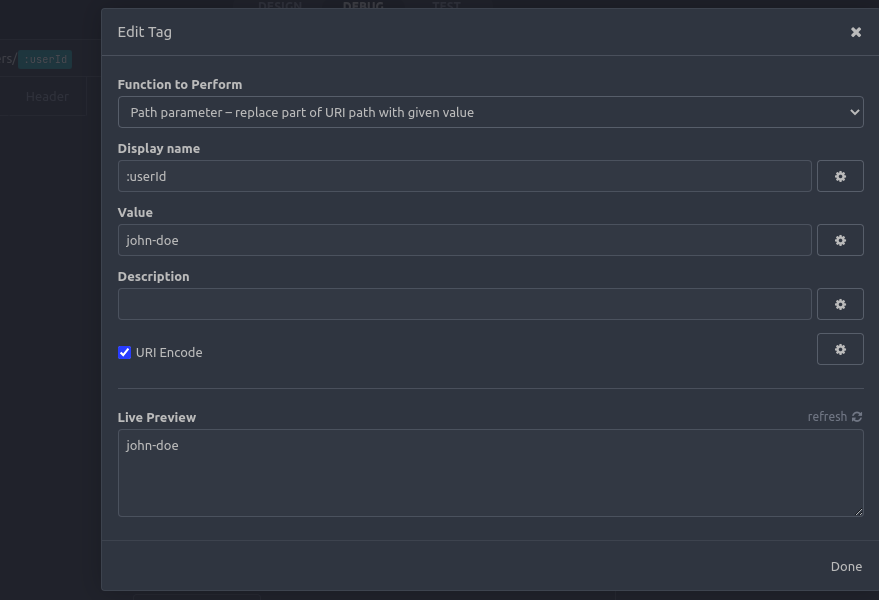 DESIGN DEBUG TEST
Edit Tag
rs/ :userId
Header
Function to Perform
Path parameter – replace part of URI path with given value
Display name
:userId
Value
john-doe
Description
URI Encode
Live Preview
refresh
john-doe
Done